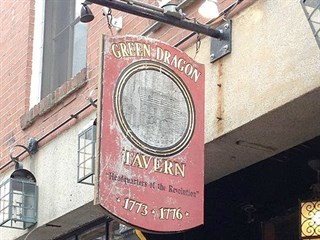 GREEN DRAGON
TAVERN
"Headquarters of the Revolution"
· 1773 · 1776 ·